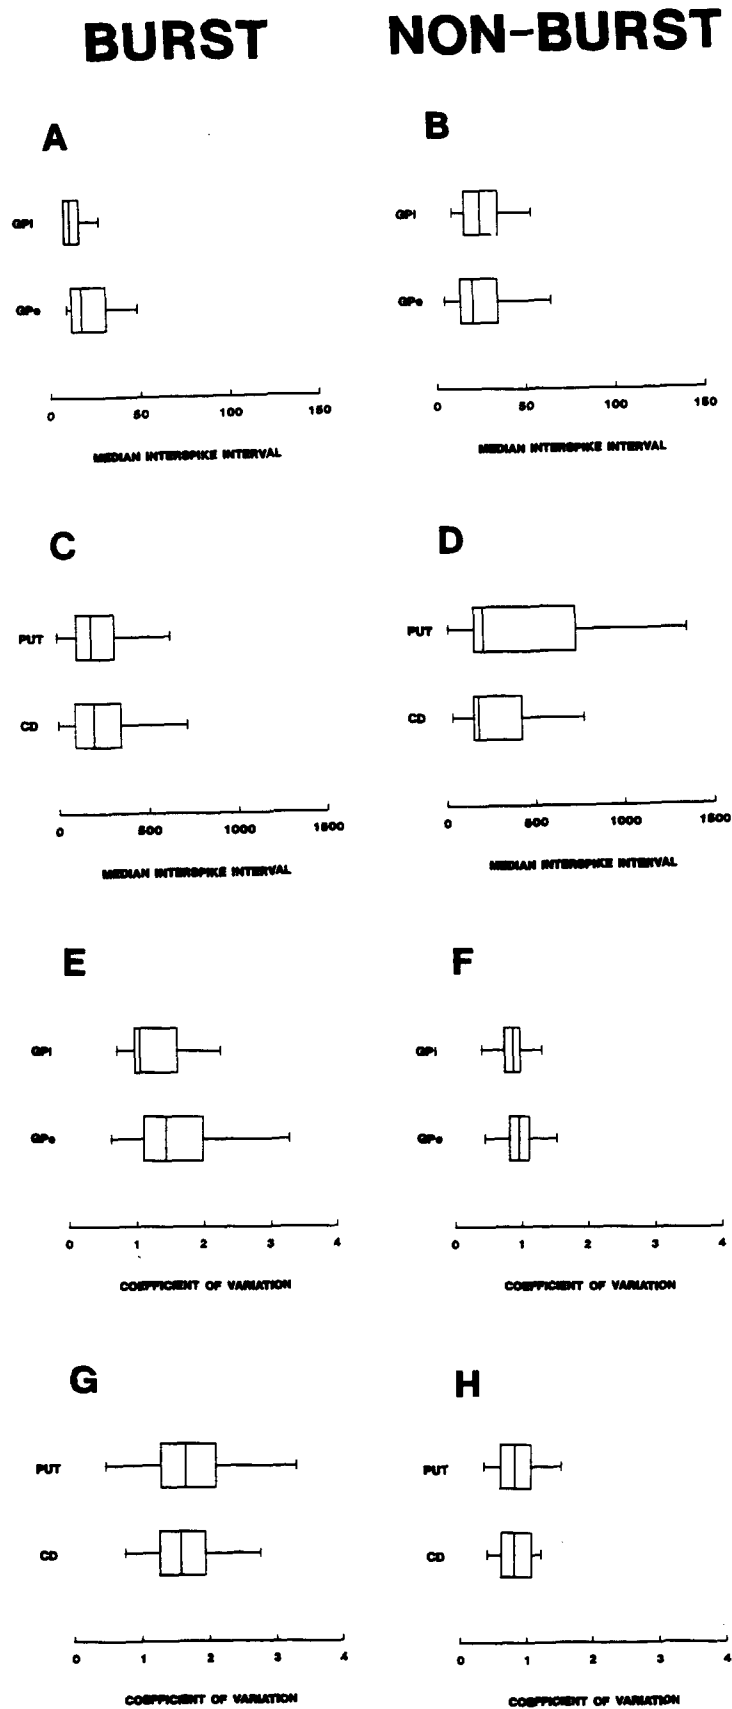 BURST NON-BURST
A B
GPi GPi
GPe GPe
0 50 100 150 0 50 100 150
MEDIAN INTERSPIKE INTERVAL MEDIAN INTERSPIKE INTERVAL
C D
PUT PUT
CD CD
0 500 1000 1500 0 500 1000 1500
MEDIAN INTERSPIKE INTERVAL MEDIAN INTERSPIKE INTERVAL
E F
GPi GPi
GPe GPe
0 1 2 3 4 0 1 2 3 4
COEFFICIENT OF VARIATION COEFFICIENT OF VARIATION
G H
PUT PUT
CD CD
0 1 2 3 4 0 1 2 3 4
COEFFICIENT OF VARIATION COEFFICIENT OF VARIATION